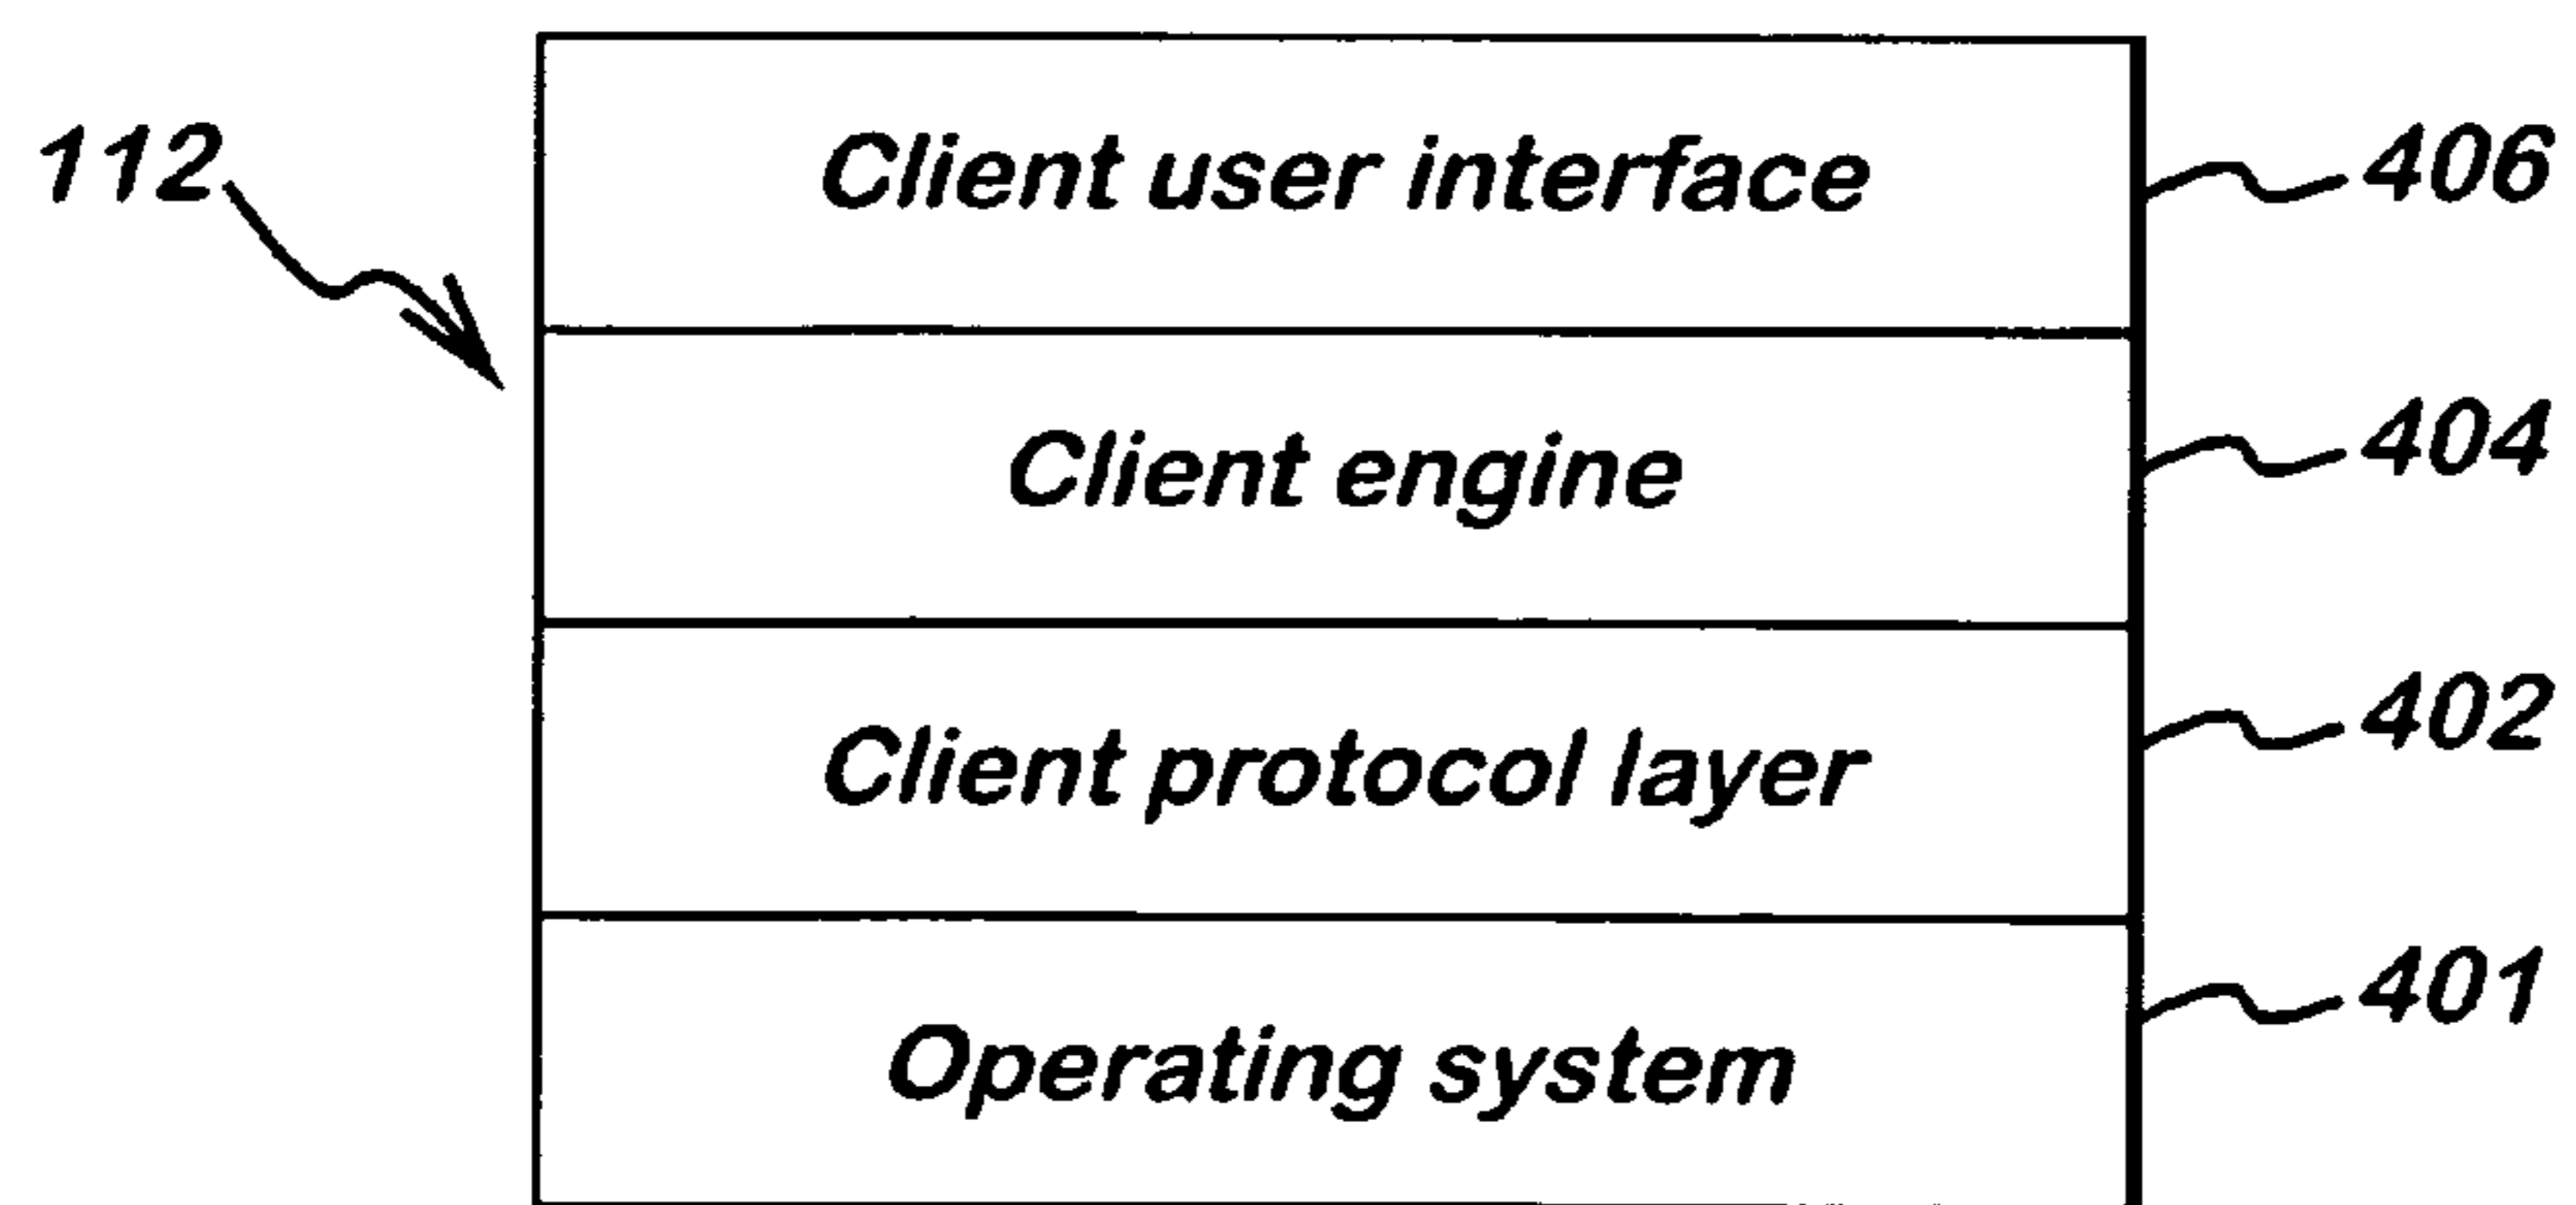 112
Client user interface
406
Client engine
404
Client protocol layer
402
Operating system
401